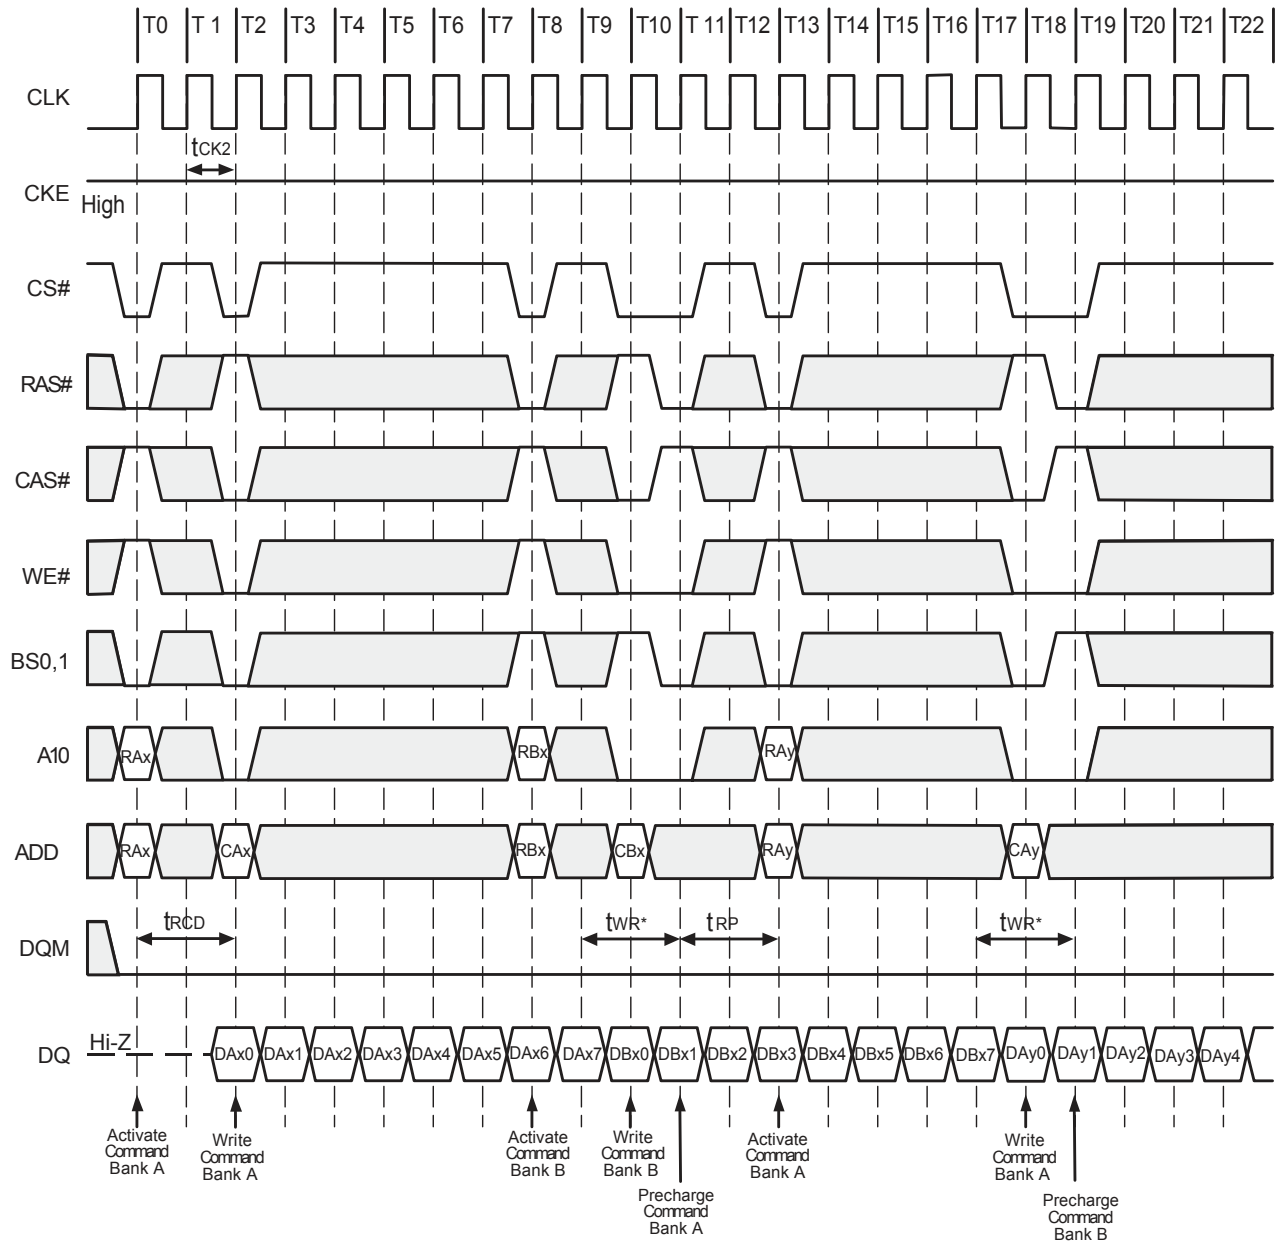 T0 T 1 T2 T3 T4 T5 T6 T7 T8 T9 T10 T 11 T12 T13 T14 T15 T16 T17 T18 T19 T20 T21 T22
CLK
tCK2
CKE
High
CS#
RAS#
CAS#
WE#
BS0,1
A10 RAx RBx RAy
ADD RAx CAx RBx CBx RAy CAy
tRCD tWR* tRP tWR*
DQM
Hi-Z
DQ DAx0 DAx1 DAx2 DAx3 DAx4 DAx5 DAx6 DAx7 DBx0 DBx1 DBx2 DBx3 DBx4 DBx5 DBx6 DBx7 DAy0 DAy1 DAy2 DAy3 DAy4
Activate
Command
Bank A
Write
Command
Bank A
Activate
Command
Bank B
Write
Command
Bank B
Precharge
Command
Bank A
Activate
Command
Bank A
Write
Command
Bank A
Precharge
Command
Bank B